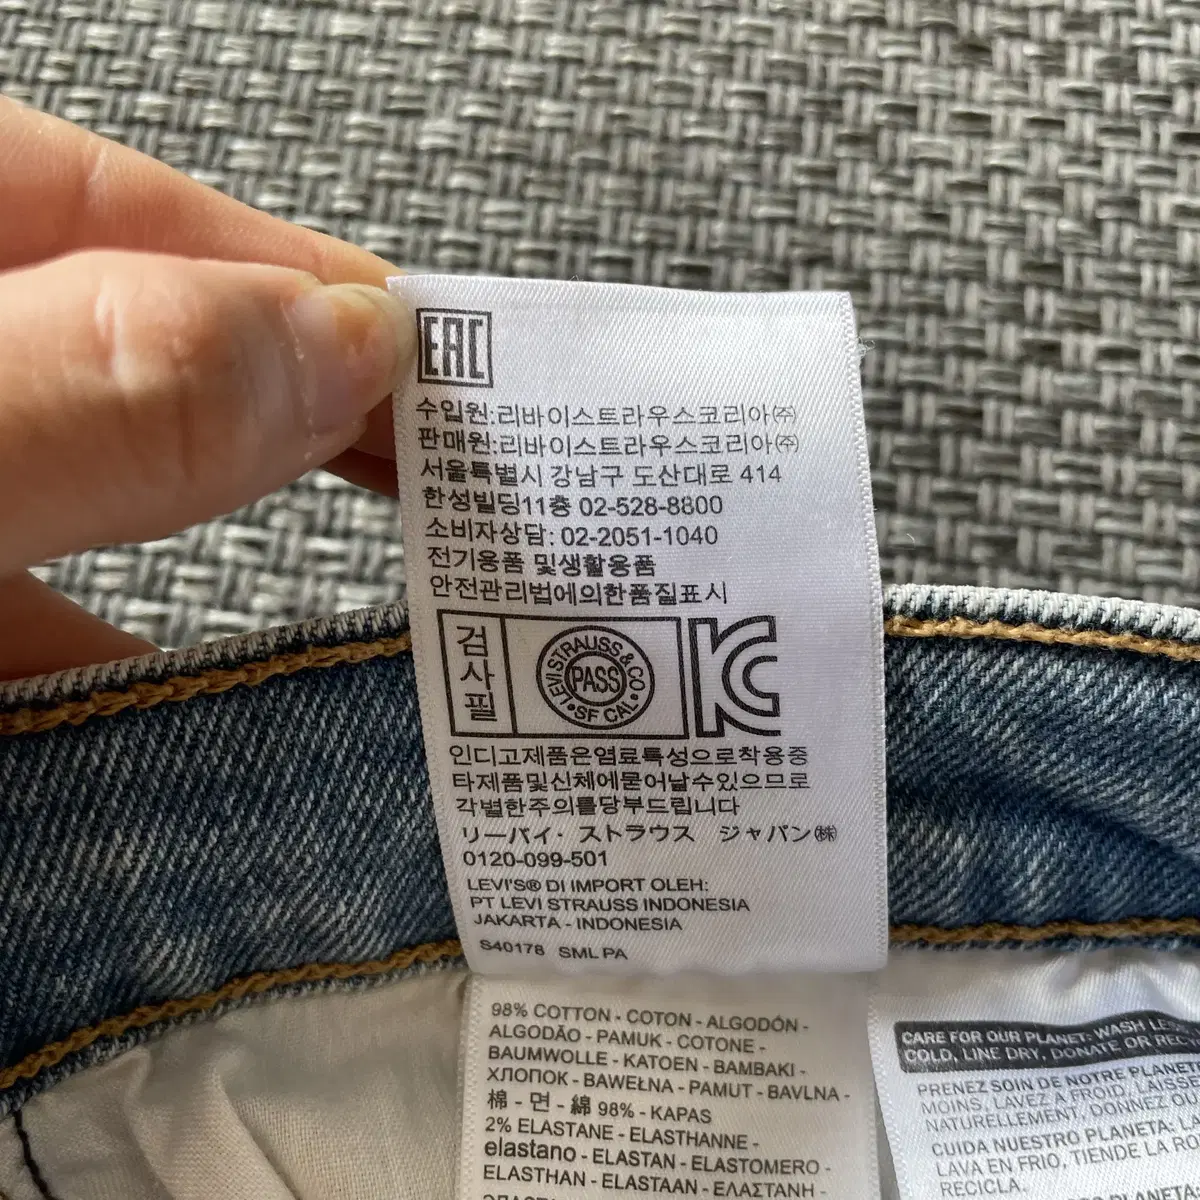 EAC
수입원:리바이스트라우스코리아㈜
판매원:리바이스트라우스코리아㈜
서울특별시 강남구 도산대로 414
한성빌딩11층 02-528-8800
소비자상담: 02-2051-1040
전기용품 및생활용품
안전관리법에의한품질표시
검사필
LEVI STRAUSS & CO • SF CAL •
PASS
KC
인디고제품은염료특성으로착용중
타제품및신체에묻어날수있으므로
각별한주의를당부드립니다
リーバイ・ストラウス ジャパン㈱
0120-099-501
LEVI'S® DI IMPORT OLEH:
PT LEVI STRAUSS INDONESIA
JAKARTA - INDONESIA
S40178 SML PA
98% COTTON - COTON - ALGODÓN -
ALGODÃO - PAMUK - COTONE -
BAUMWOLLE - KATOEN - BAMBAKI -
ХЛОПОК - BAWEŁNA - PAMUT - BAVLNA -
棉 - 면 - 綿 98% - KAPAS
2% ELASTANE - ELASTHANNE -
elastano - ELASTAN - ELASTOMERO -
ELASTHAN - ELASTAAN - ΕΛΑΣΤΑΝΗ -
CARE FOR OUR PLANET: WASH
COLD, LINE DRY, DONATE OR
PRENEZ SOIN DE NOTRE PLANET
MOINS, LAVEZ À FROID,
NATURELLEMENT, DONNEZ OU
CUIDA NUESTRO PLANETA:
LAVA EN FRIO, TIENDE LA
RECICLA.